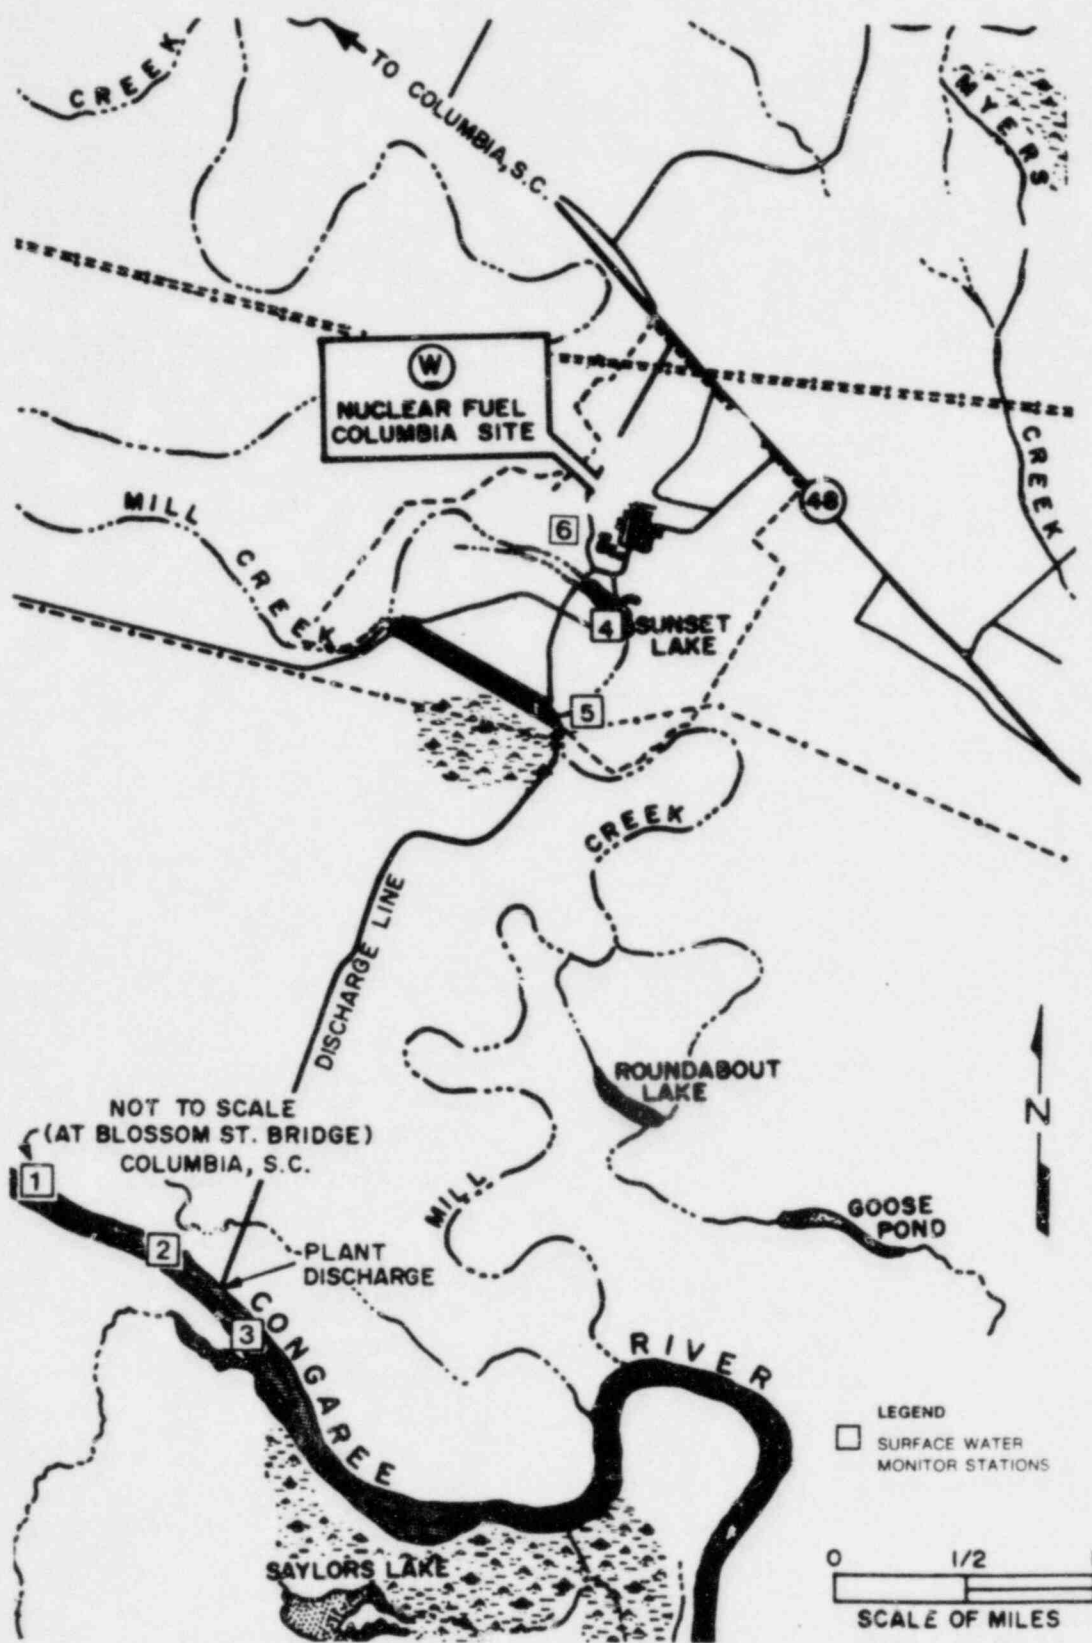 CREEK
TO COLUMBIA, S.C.
MYERS
CREEK
W
NUCLEAR FUEL
COLUMBIA SITE
48
MILL
CREEK
6
4
SUNSET
LAKE
5
CREEK
DISCHARGE LINE
ROUNDABOUT
LAKE
NOT TO SCALE
(AT BLOSSOM ST. BRIDGE)
COLUMBIA, S.C.
1
MILL
GOOSE
POND
N
2
PLANT
DISCHARGE
3
CONGAREE
RIVER
LEGEND
SURFACE WATER
MONITOR STATIONS
SAYLORS LAKE
0 1/2
SCALE OF MILES